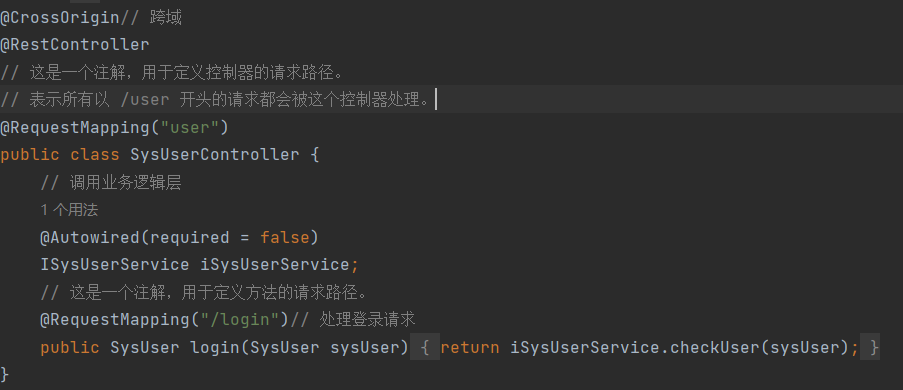 @CrossOrigin// 跨域
@RestController
// 这是一个注解，用于定义控制器的请求路径。
// 表示所有以 /user 开头的请求都会被这个控制器处理。
@RequestMapping("user")
public class SysUserController {
// 调用业务逻辑层
1 个用法
@Autowired(required = false)
ISysUserService iSysUserService;
// 这是一个注解，用于定义方法的请求路径。
@RequestMapping("/login")// 处理登录请求
public SysUser login(SysUser sysUser) { return iSysUserService.checkUser(sysUser); }
}